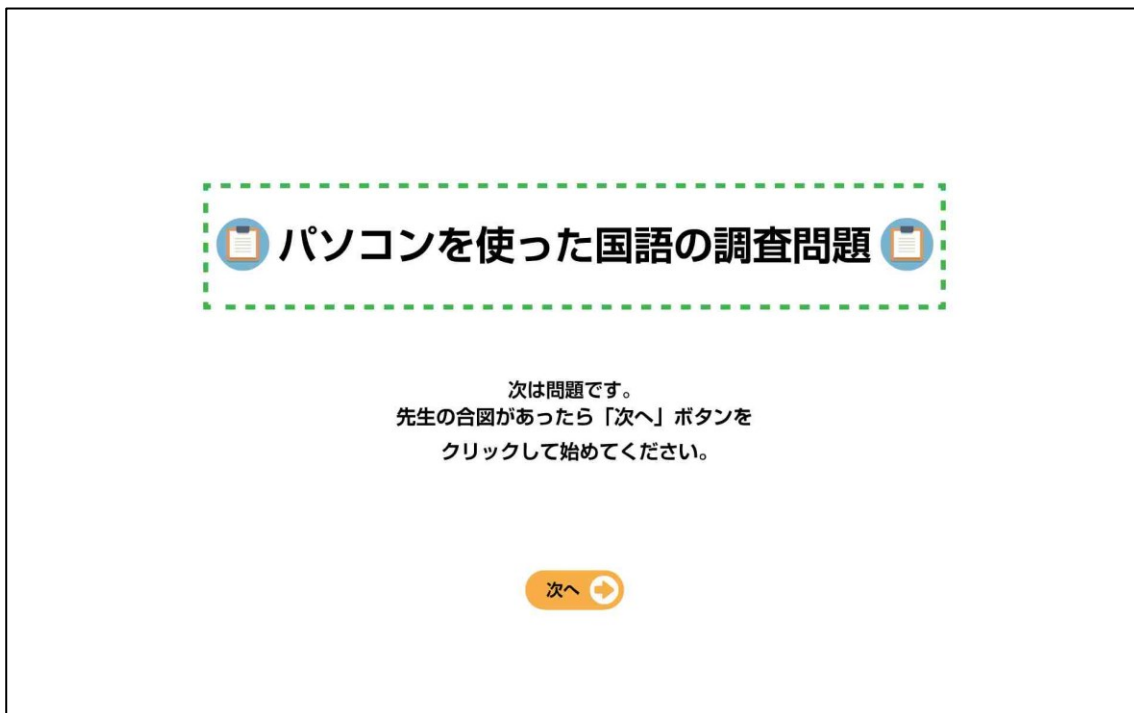 パソコンを使った国語の調査問題
次は問題です。
先生の合図があったら「次へ」ボタンを
クリックして始めてください。
次へ